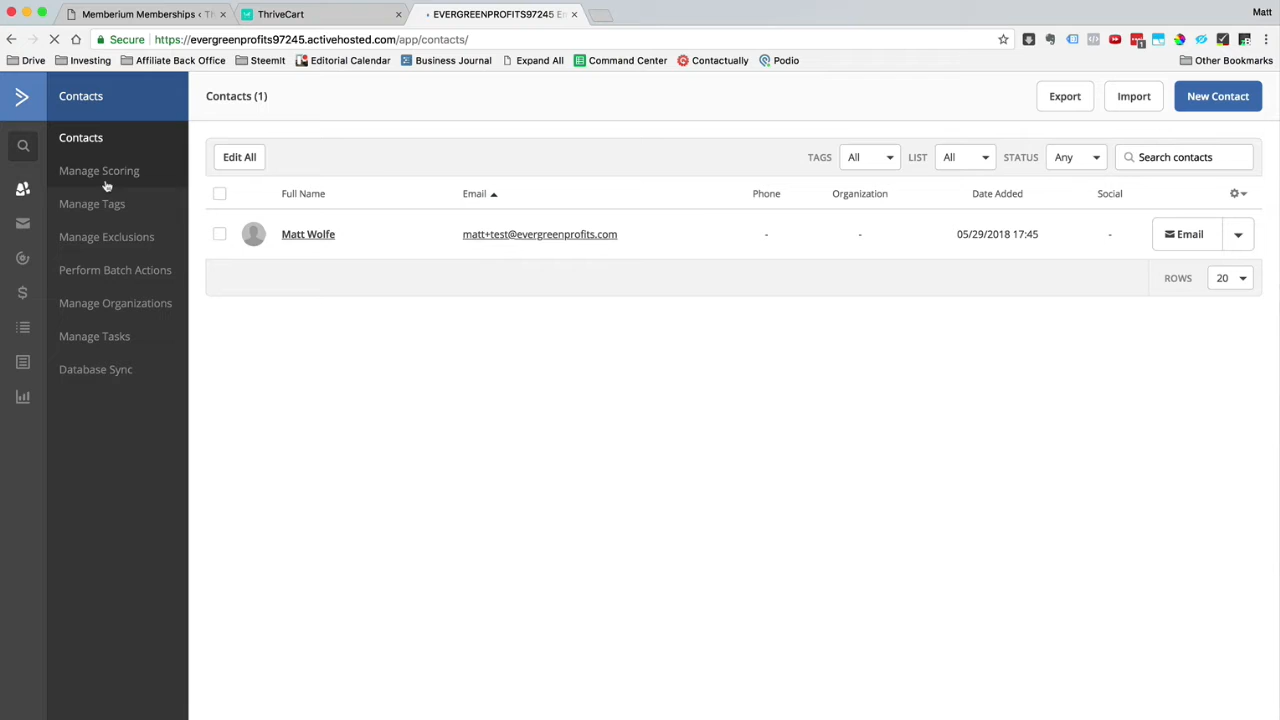 Memberium Memberships ‹ Th
ThriveCart
EVERGREENPROFITS97245 Em
Matt
Secure
https://evergreenprofits97245.activehosted.com/app/contacts/
Drive
Investing
Affiliate Back Office
SteemIt
Editorial Calendar
Business Journal
Expand All
Command Center
Contactually
Podio
Other Bookmarks
Contacts
Contacts (1)
Export
Import
New Contact
Contacts
Manage Scoring
Manage Tags
Manage Exclusions
Perform Batch Actions
Manage Organizations
Manage Tasks
Database Sync
Edit All
TAGS All
LIST All
STATUS Any
Search contacts
Full Name Email Phone Organization Date Added Social
Matt Wolfe matt+test@evergreenprofits.com - - 05/29/2018 17:45 - Email
ROWS 20